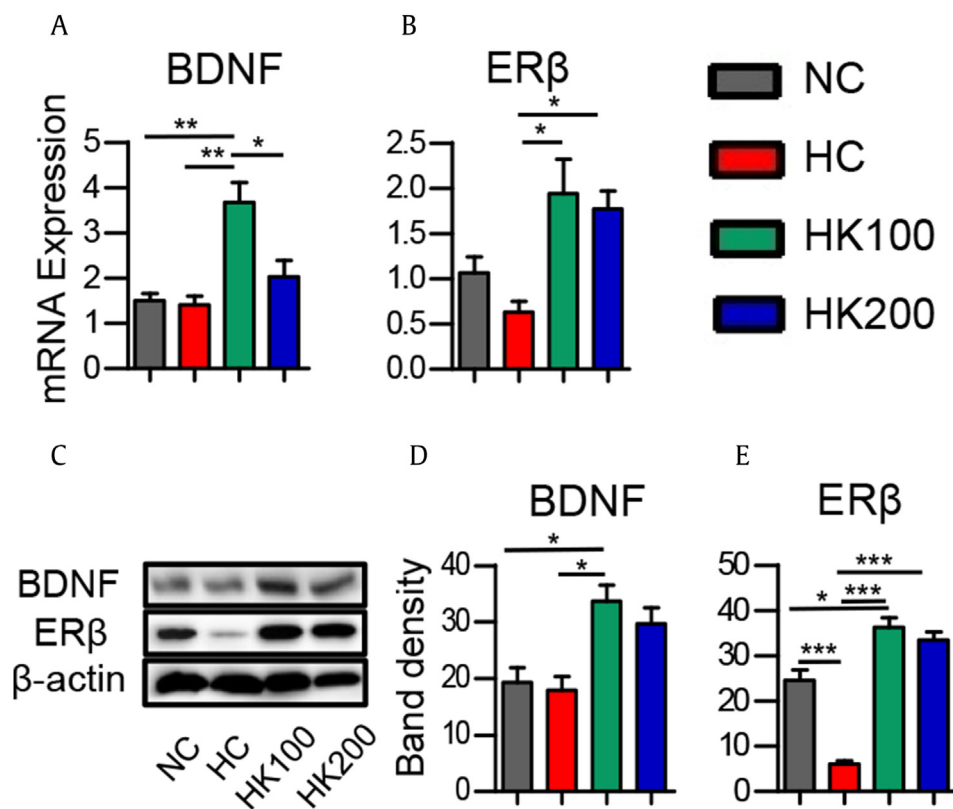 A
B
BDNF
ERβ
NC
HC
HK100
HK200
mRNA Expression
5
4
3
2
1
0
**
**
*
2.5
2.0
1.5
1.0
0.5
0.0
*
*
C
D
E
BDNF
ERβ
β-actin
NC
HC
HK100
HK200
BDNF
Band density
40
30
20
10
0
*
*
ERβ
50
40
30
20
10
0
***
* ***
***